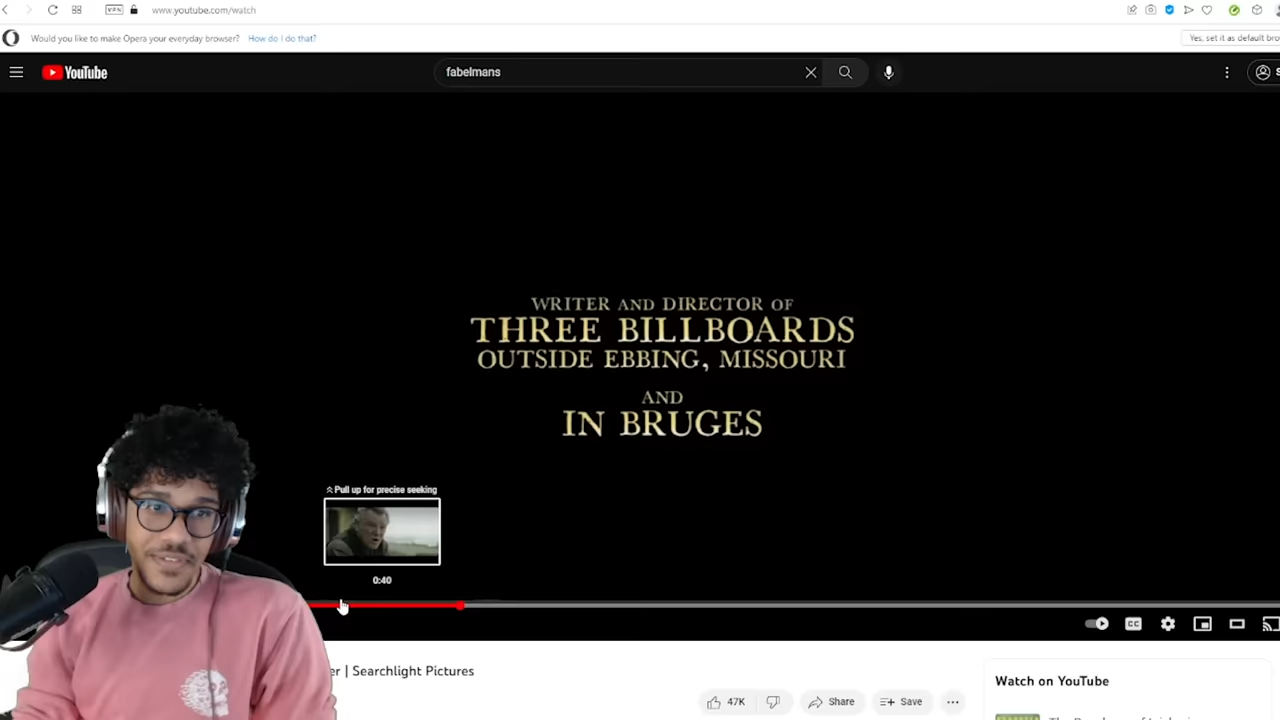 VPN
www.youtube.com/watch
Would you like to make Opera your everyday browser? How do I do that?
Yes, set it as default bro
YouTube
fabelmans
S
WRITER AND DIRECTOR OF
THREE BILLBOARDS
OUTSIDE EBBING, MISSOURI
AND
IN BRUGES
Pull up for precise seeking
0:40
CC
er | Searchlight Pictures
Watch on YouTube
47K
Share
Save